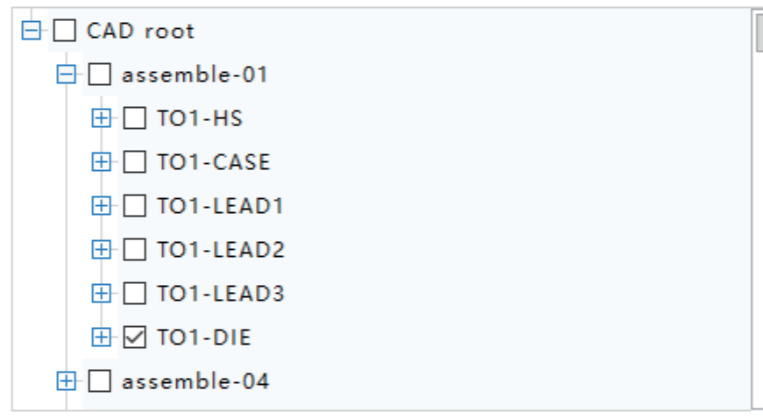 CAD root
assemble-01
TO1-HS
TO1-CASE
TO1-LEAD1
TO1-LEAD2
TO1-LEAD3
TO1-DIE
assemble-04